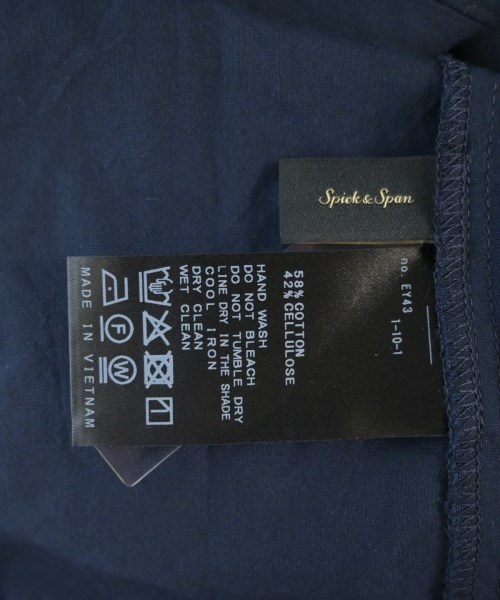 Spick & Span
no. EY43
1-10-1
58% COTTON
42% CELLULOSE
HAND WASH
DO NOT BLEACH
DO NOT TUMBLE DRY
LINE DRY IN THE SHADE
COOL IRON
DRY CLEAN
WET CLEAN
F
W
MADE IN VIETNAM